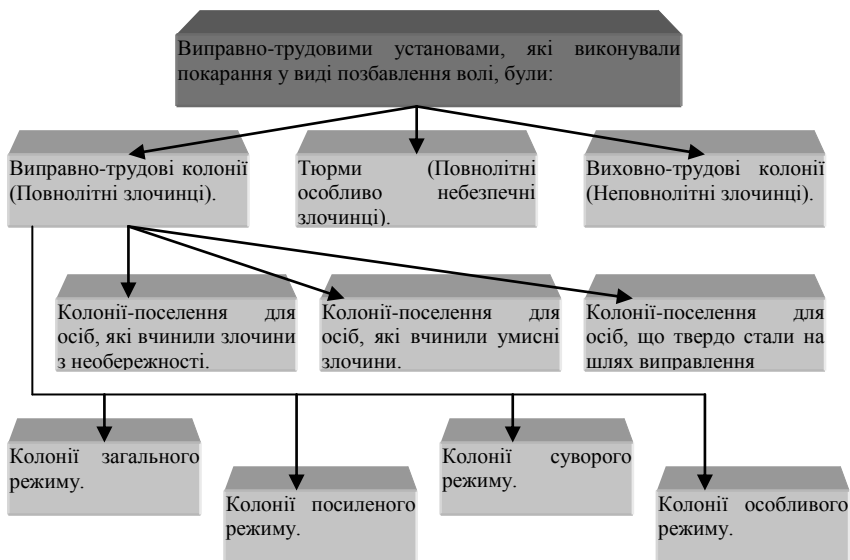 Виправно-трудовими установами, які виконували
покарання у виді позбавлення волі, були:
Виправно-трудові колонії
(Повнолітні злочинці).
Тюрми (Повнолітні
особливо небезпечні
злочинці).
Виховно-трудові колонії
(Неповнолітні злочинці).
Колонії-поселення для
осіб, які вчинили злочини
з необережності.
Колонії-поселення для
осіб, які вчинили умисні
злочини.
Колонії-поселення для
осіб, що твердо стали на
шлях виправлення
Колонії загального
режиму.
Колонії посиленого
режиму.
Колонії суворого
режиму.
Колонії особливого
режиму.